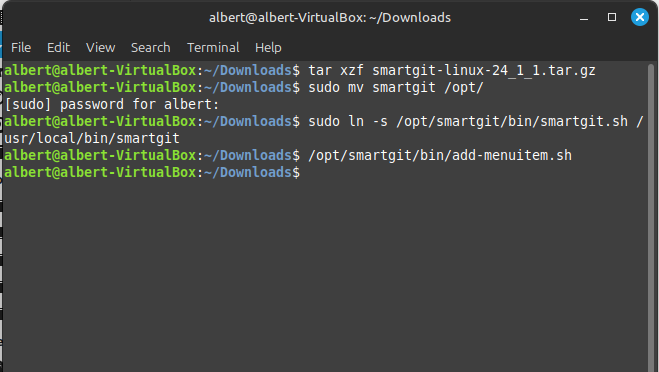 albert@albert-VirtualBox: ~/Downloads
File Edit View Search Terminal Help
albert@albert-VirtualBox:~/Downloads$ tar xzf smartgit-linux-24_1_1.tar.gz
albert@albert-VirtualBox:~/Downloads$ sudo mv smartgit /opt/
[sudo] password for albert:
albert@albert-VirtualBox:~/Downloads$ sudo ln -s /opt/smartgit/bin/smartgit.sh /
usr/local/bin/smartgit
albert@albert-VirtualBox:~/Downloads$ /opt/smartgit/bin/add-menuitem.sh
albert@albert-VirtualBox:~/Downloads$